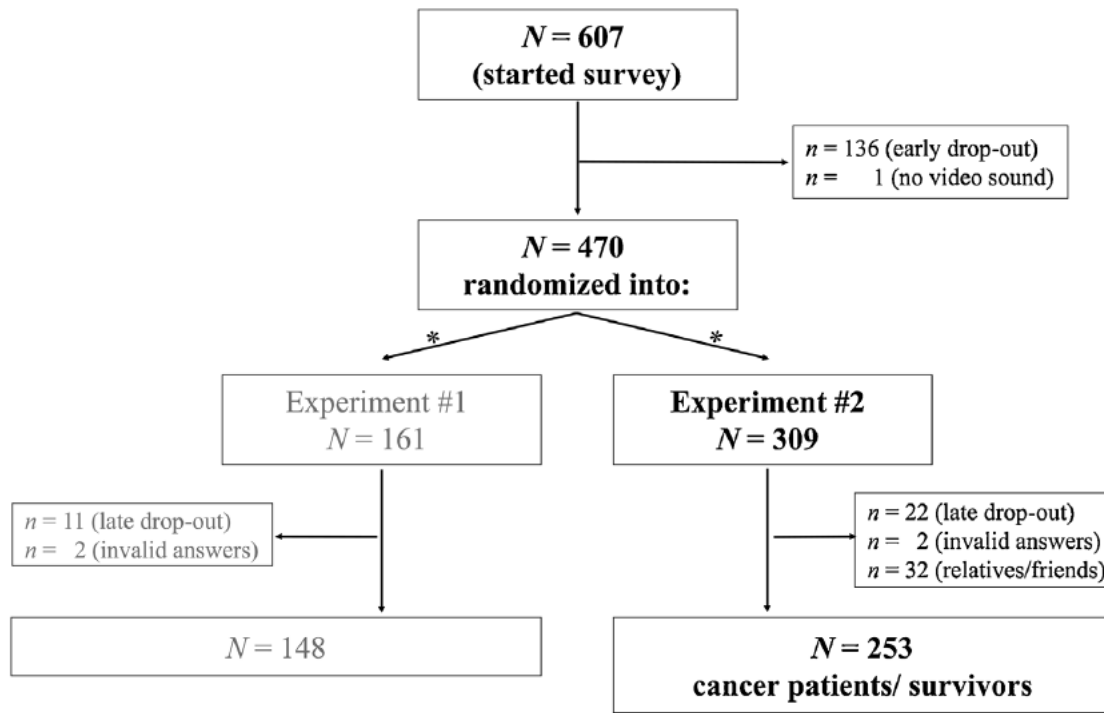 N = 607
(started survey)
n = 136 (early drop-out)
n = 1 (no video sound)
N = 470
randomized into:
*
*
Experiment #1
N = 161
Experiment #2
N = 309
n = 11 (late drop-out)
n = 2 (invalid answers)
n = 22 (late drop-out)
n = 2 (invalid answers)
n = 32 (relatives/friends)
N = 148
N = 253
cancer patients/ survivors